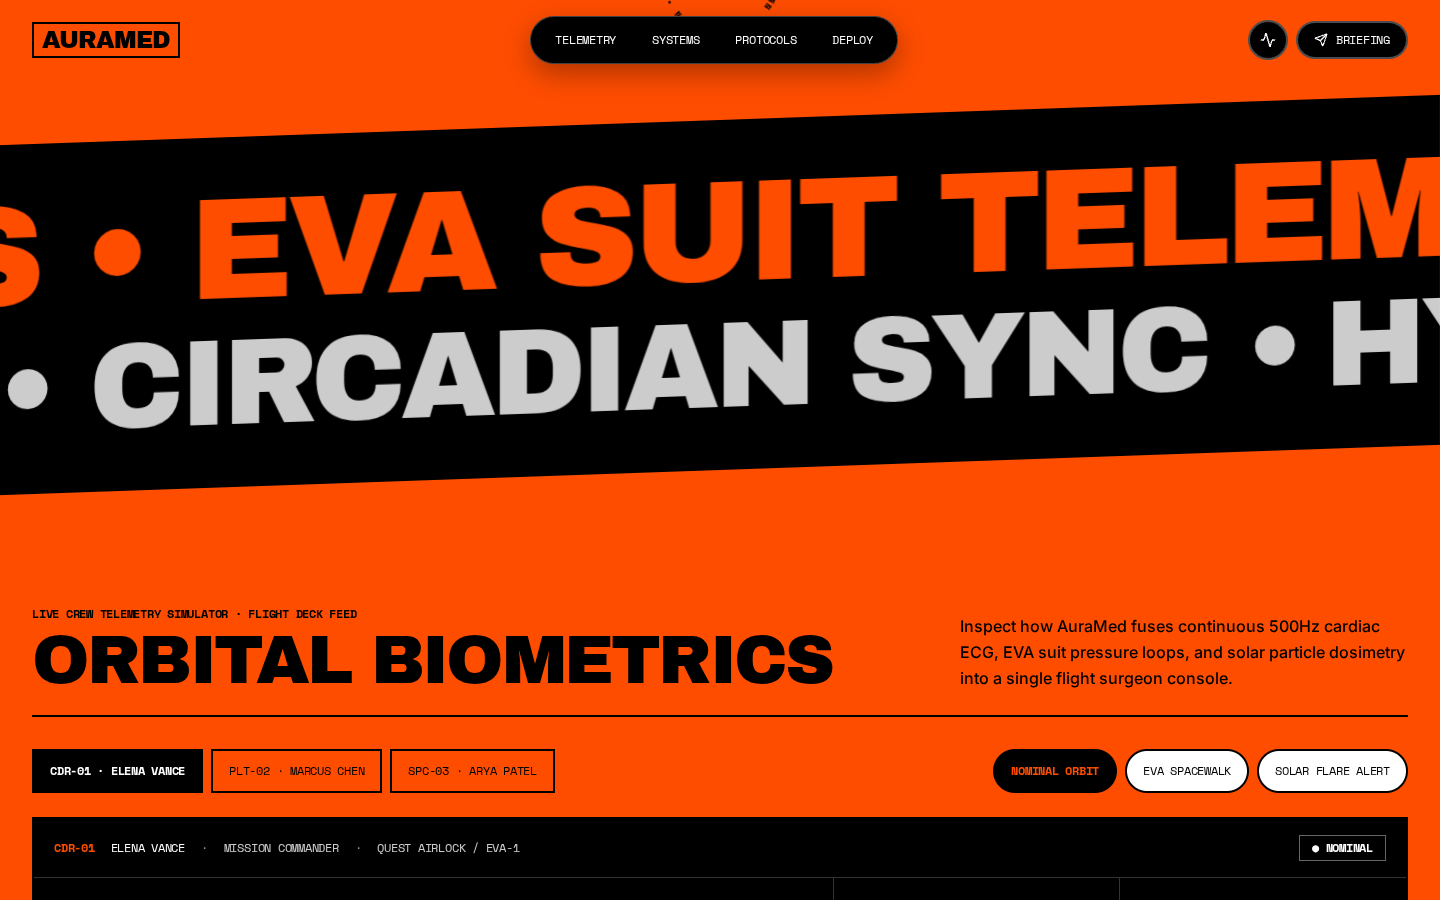 AURAMED
TELEMETRY SYSTEMS PROTOCOLS DEPLOY
BRIEFING
S • EVA SUIT TELEM
• CIRCADIAN SYNC • HY
LIVE CREW TELEMETRY SIMULATOR · FLIGHT DECK FEED
ORBITAL BIOMETRICS
Inspect how AuraMed fuses continuous 500Hz cardiac
ECG, EVA suit pressure loops, and solar particle dosimetry
into a single flight surgeon console.
CDR-01 · ELENA VANCE
PLT-02 · MARCUS CHEN
SPC-03 · ARYA PATEL
NOMINAL ORBIT
EVA SPACEWALK
SOLAR FLARE ALERT
CDR-01 ELENA VANCE · MISSION COMMANDER · QUEST AIRLOCK / EVA-1
● NOMINAL